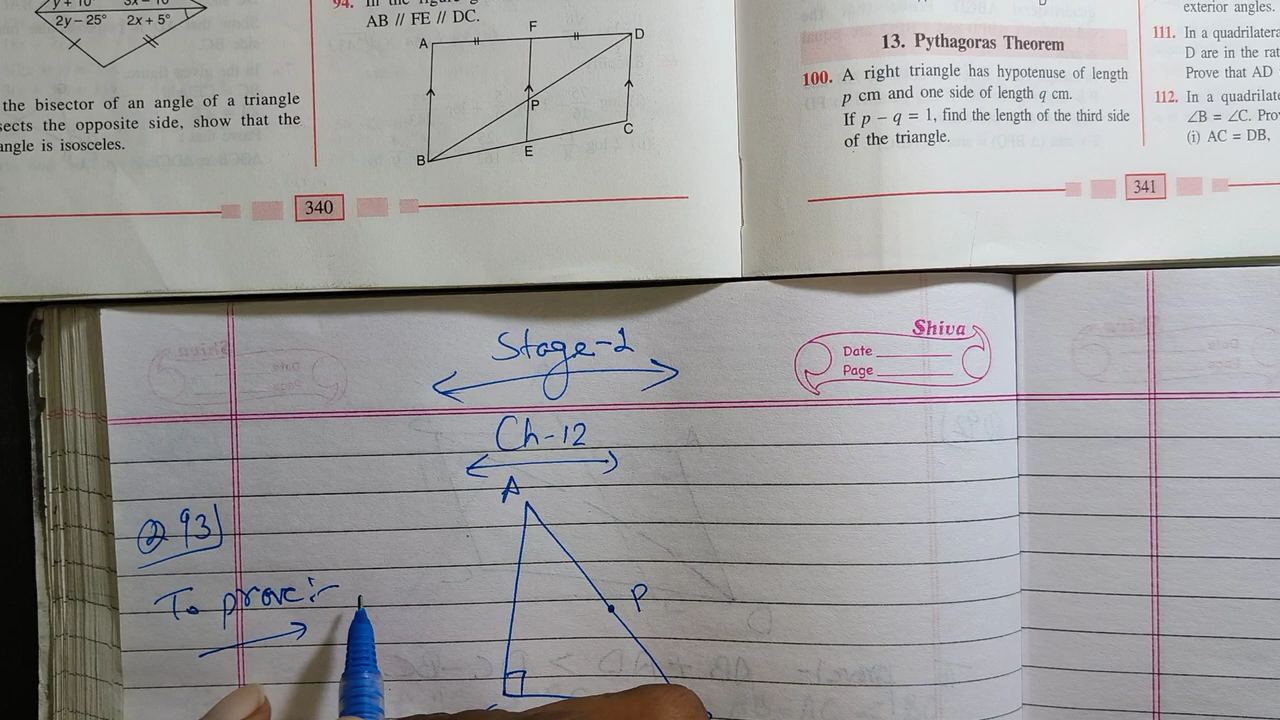 2y – 25° 2x + 5°
the bisector of an angle of a triangle
sects the opposite side, show that the
angle is isosceles.
94.
AB // FE // DC.
A F D
P
B E C
340
13. Pythagoras Theorem
100. A right triangle has hypotenuse of length
p cm and one side of length q cm.
If p – q = 1, find the length of the third side
of the triangle.
341
exterior angles.
111. In a quadrilatera
D are in the rat
Prove that AD
112. In a quadrilate
∠B = ∠C. Prov
(i) AC = DB,
Shiva
Date
Page
Stage-2
Ch-12
A
Q 93
To prove:-
P